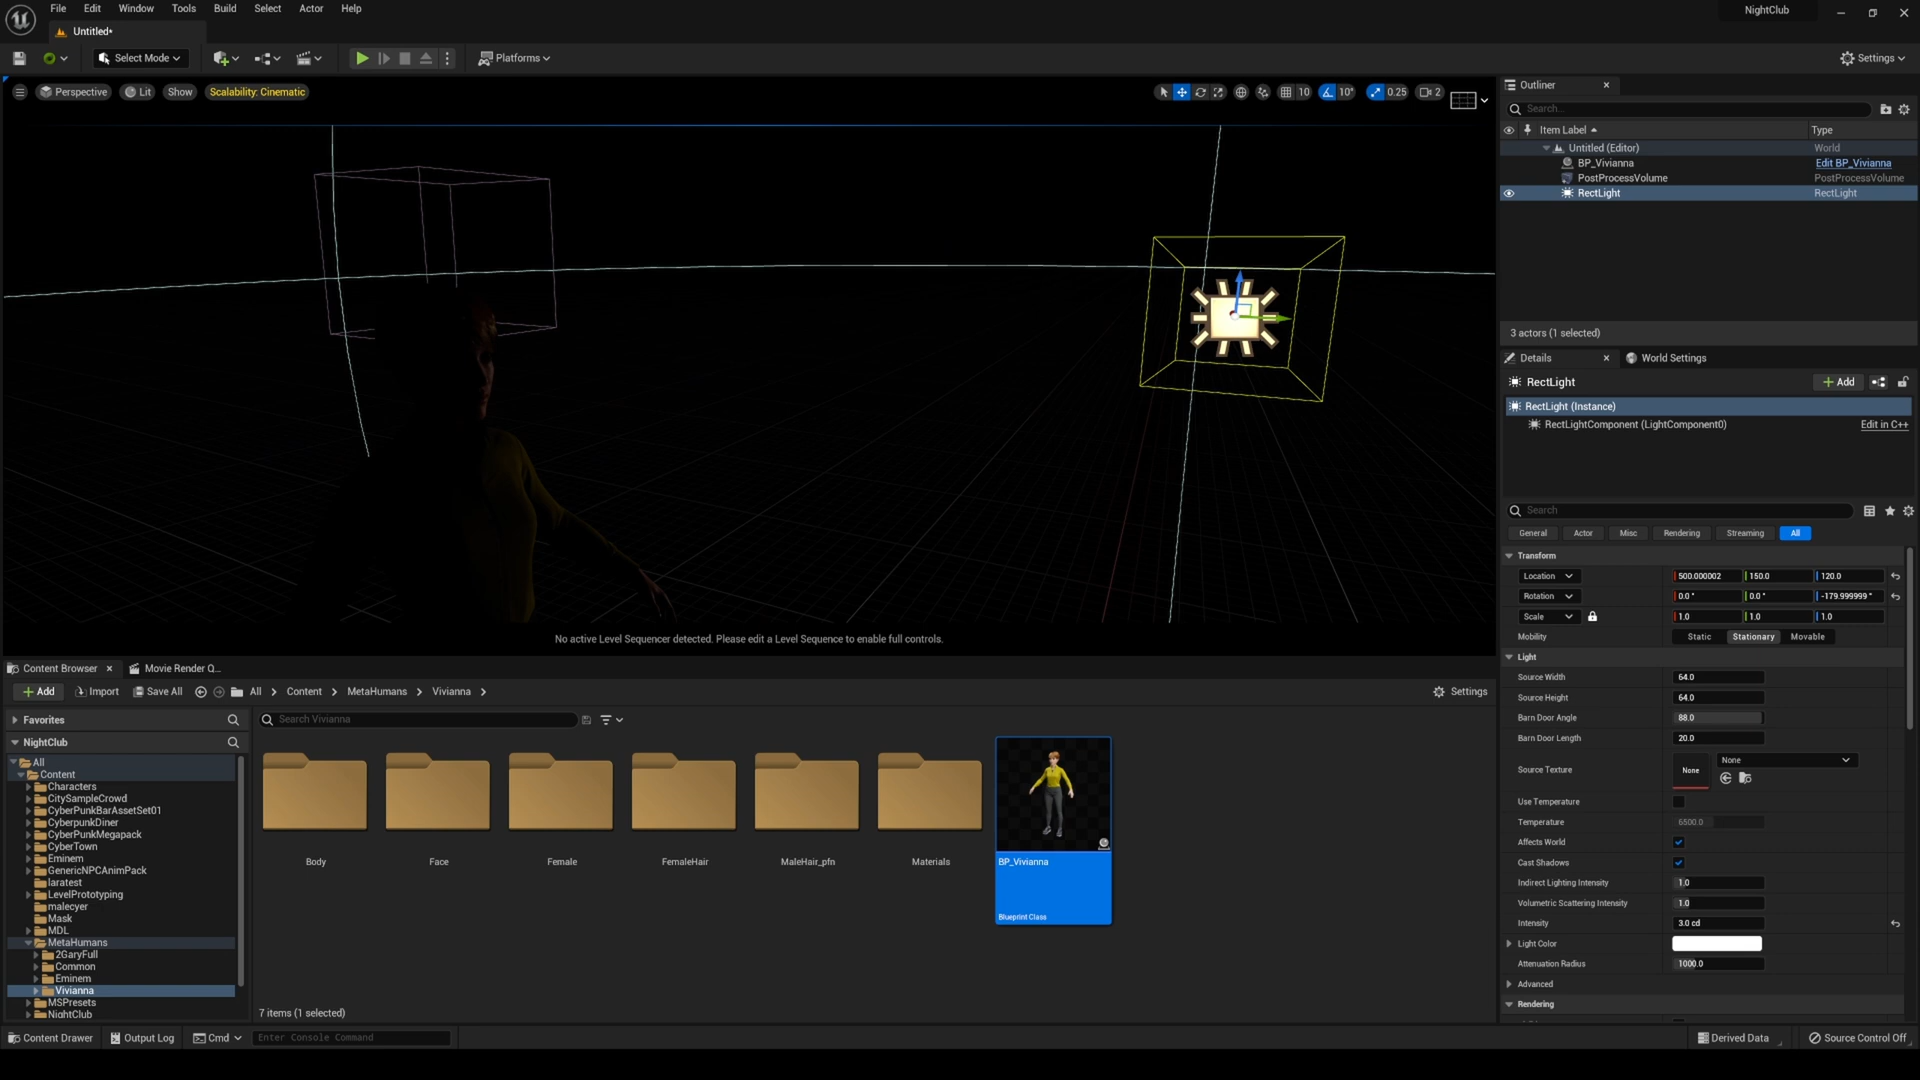 File Edit Window Tools Build Select Actor Help
NightClub
Untitled*
Select Mode
Platforms
Settings
Perspective
Lit
Show
Scalability: Cinematic
10
10°
0.25
2
No active Level Sequencer detected. Please edit a Level Sequence to enable full controls.
Outliner
Search...
Item Label
Type
Untitled (Editor)
World
BP_Vivianna
Edit BP_Vivianna
PostProcessVolume
PostProcessVolume
RectLight
RectLight
3 actors (1 selected)
Details
World Settings
RectLight
Add
RectLight (Instance)
RectLightComponent (LightComponent0)
Edit in C++
Search
General
Actor
Misc
Rendering
Streaming
All
Transform
Location
500.000002
150.0
120.0
Rotation
0.0 °
0.0 °
-179.999999 °
Scale
1.0
1.0
1.0
Mobility
Static
Stationary
Movable
Light
Source Width
64.0
Source Height
64.0
Barn Door Angle
88.0
Barn Door Length
20.0
Source Texture
None
None
Use Temperature
Temperature
6500.0
Affects World
Cast Shadows
Indirect Lighting Intensity
1.0
Volumetric Scattering Intensity
1.0
Intensity
3.0 cd
Light Color
Attenuation Radius
1000.0
Advanced
Rendering
Content Browser
Movie Render Q...
Add
Import
Save All
All
Content
MetaHumans
Vivianna
Settings
Favorites
NightClub
All
Content
Characters
CitySampleCrowd
CyberPunkBarAssetSet01
CyberpunkDiner
CyberPunkMegapack
CyberTown
Eminem
GenericNPCAnimPack
laratest
LevelPrototyping
malecyer
Mask
MDL
MetaHumans
2GaryFull
Common
Eminem
Vivianna
MSPresets
NightClub
Search Vivianna
Body
Face
Female
FemaleHair
MaleHair_pfn
Materials
BP_Vivianna
Blueprint Class
7 items (1 selected)
Content Drawer
Output Log
Cmd
Enter Console Command
Derived Data
Source Control Off